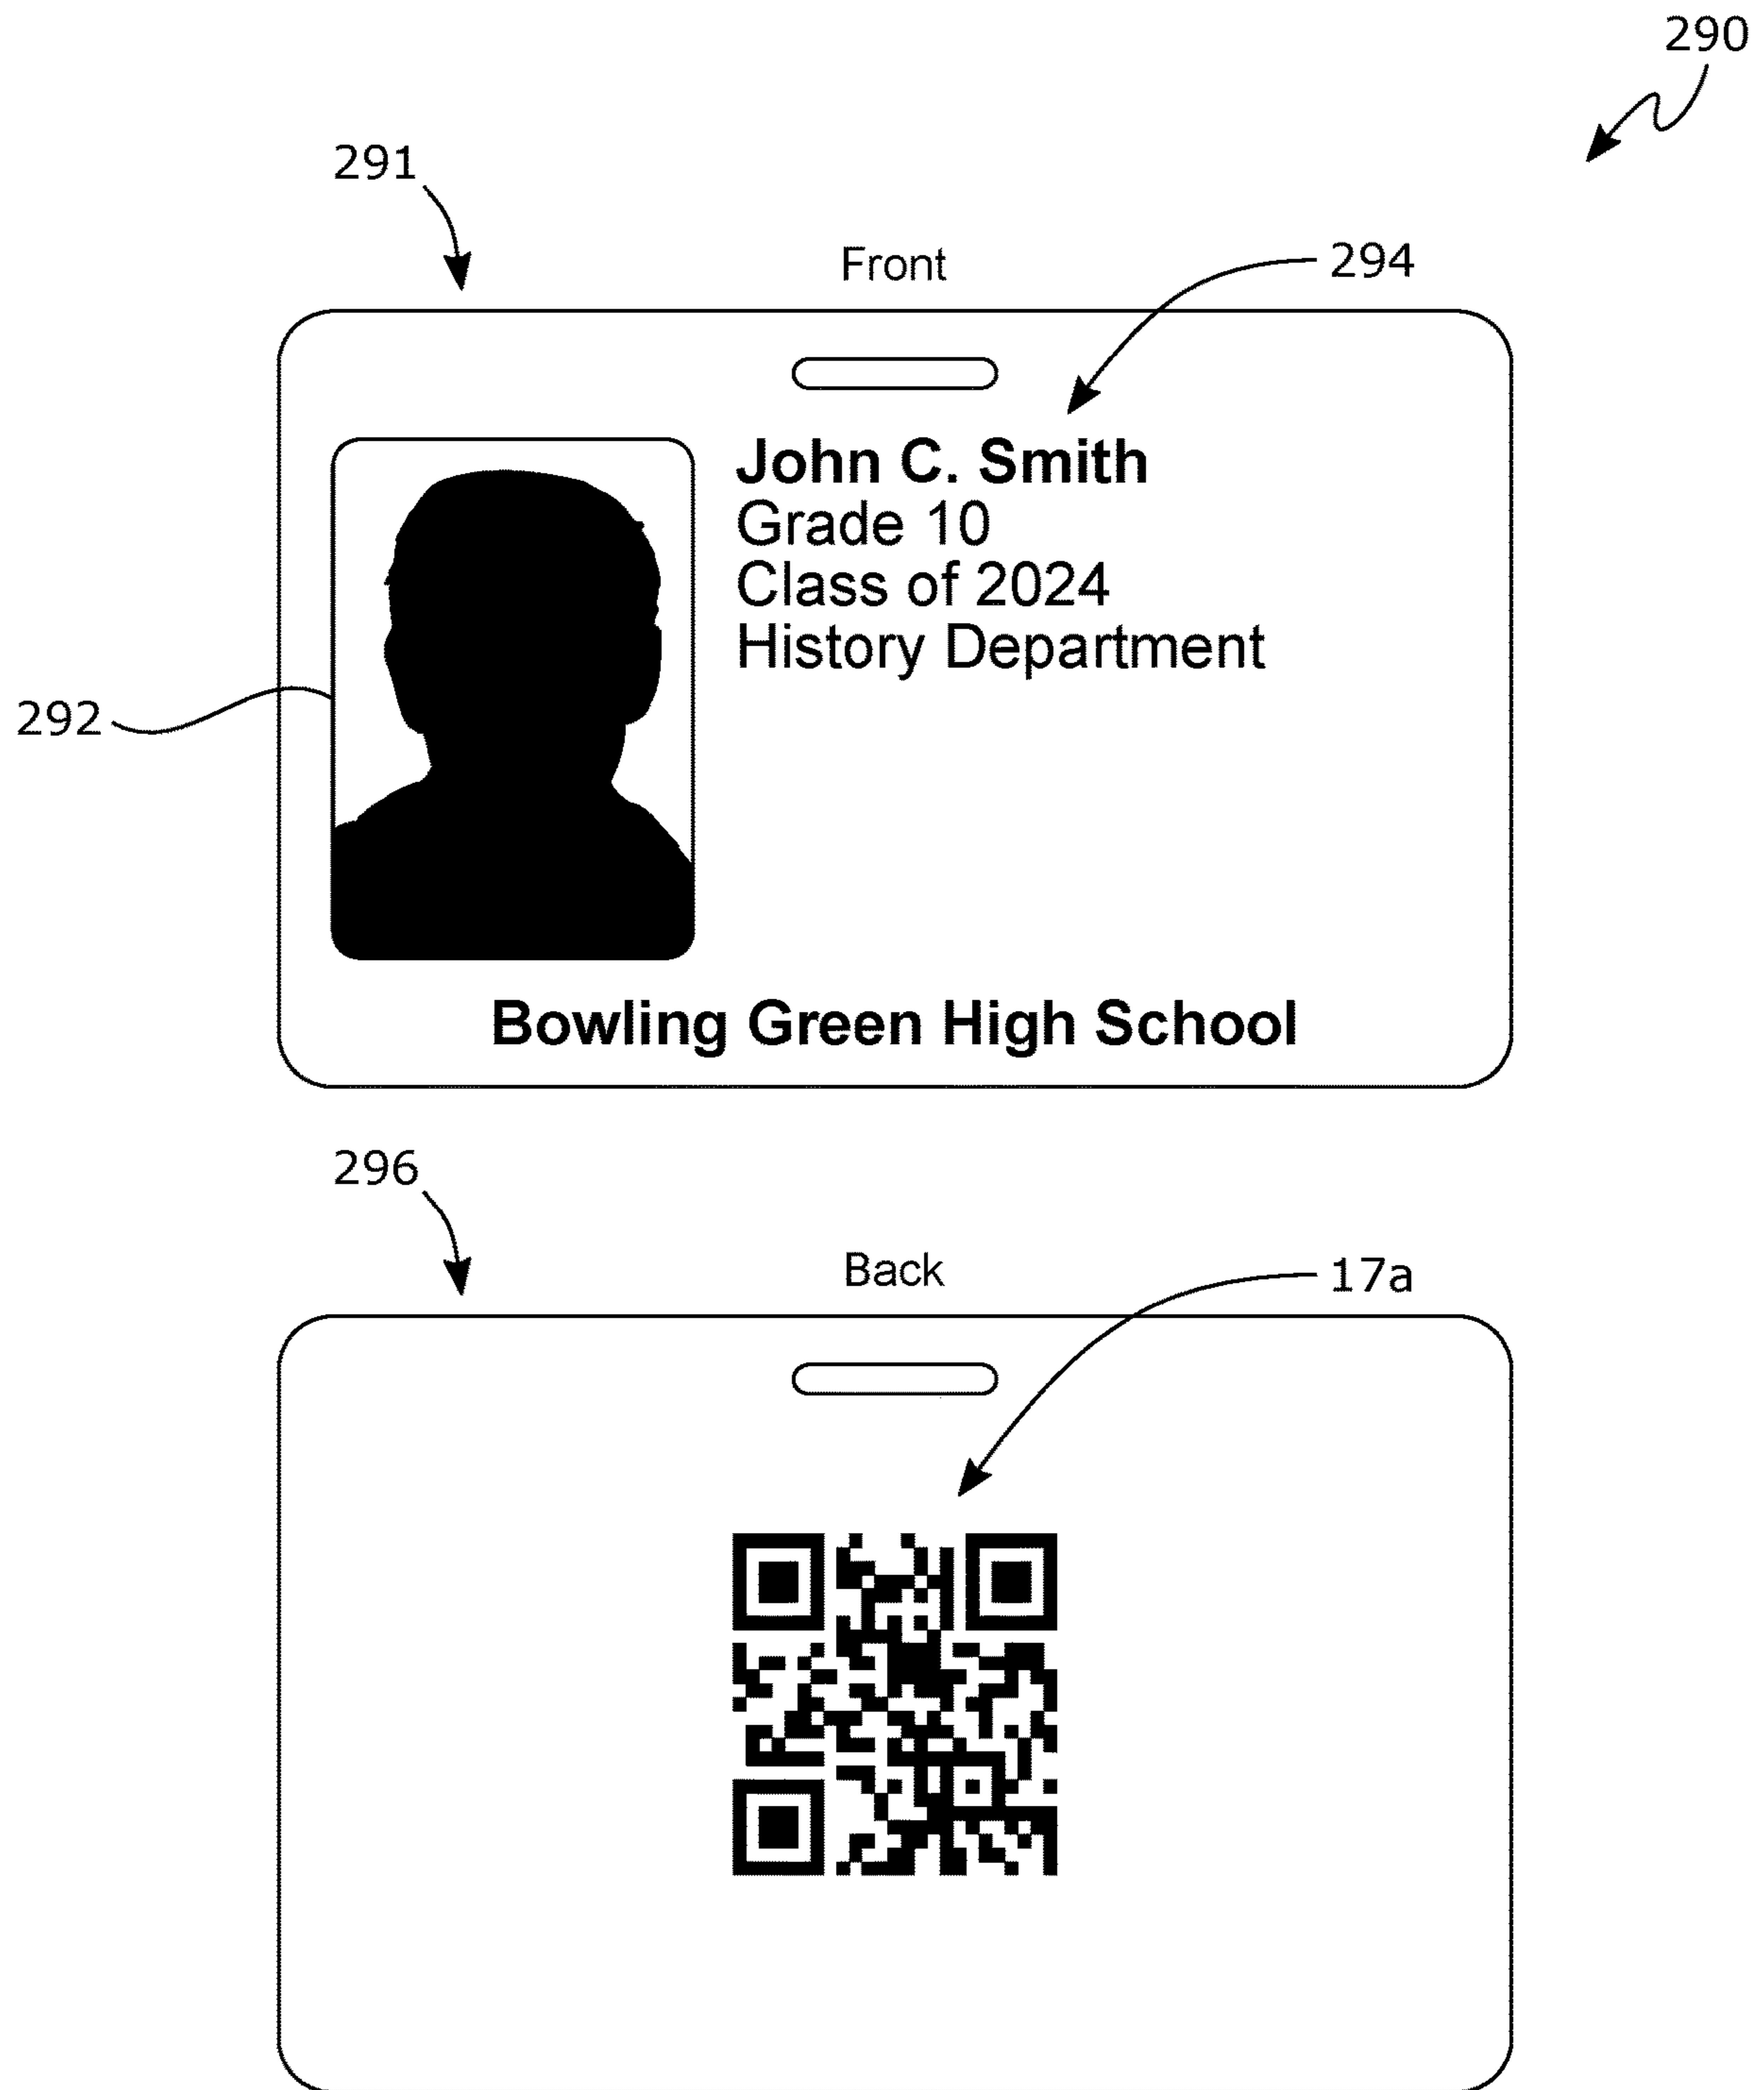 290
291
Front
294
John C. Smith
Grade 10
Class of 2024
History Department
292
Bowling Green High School
296
Back
17a